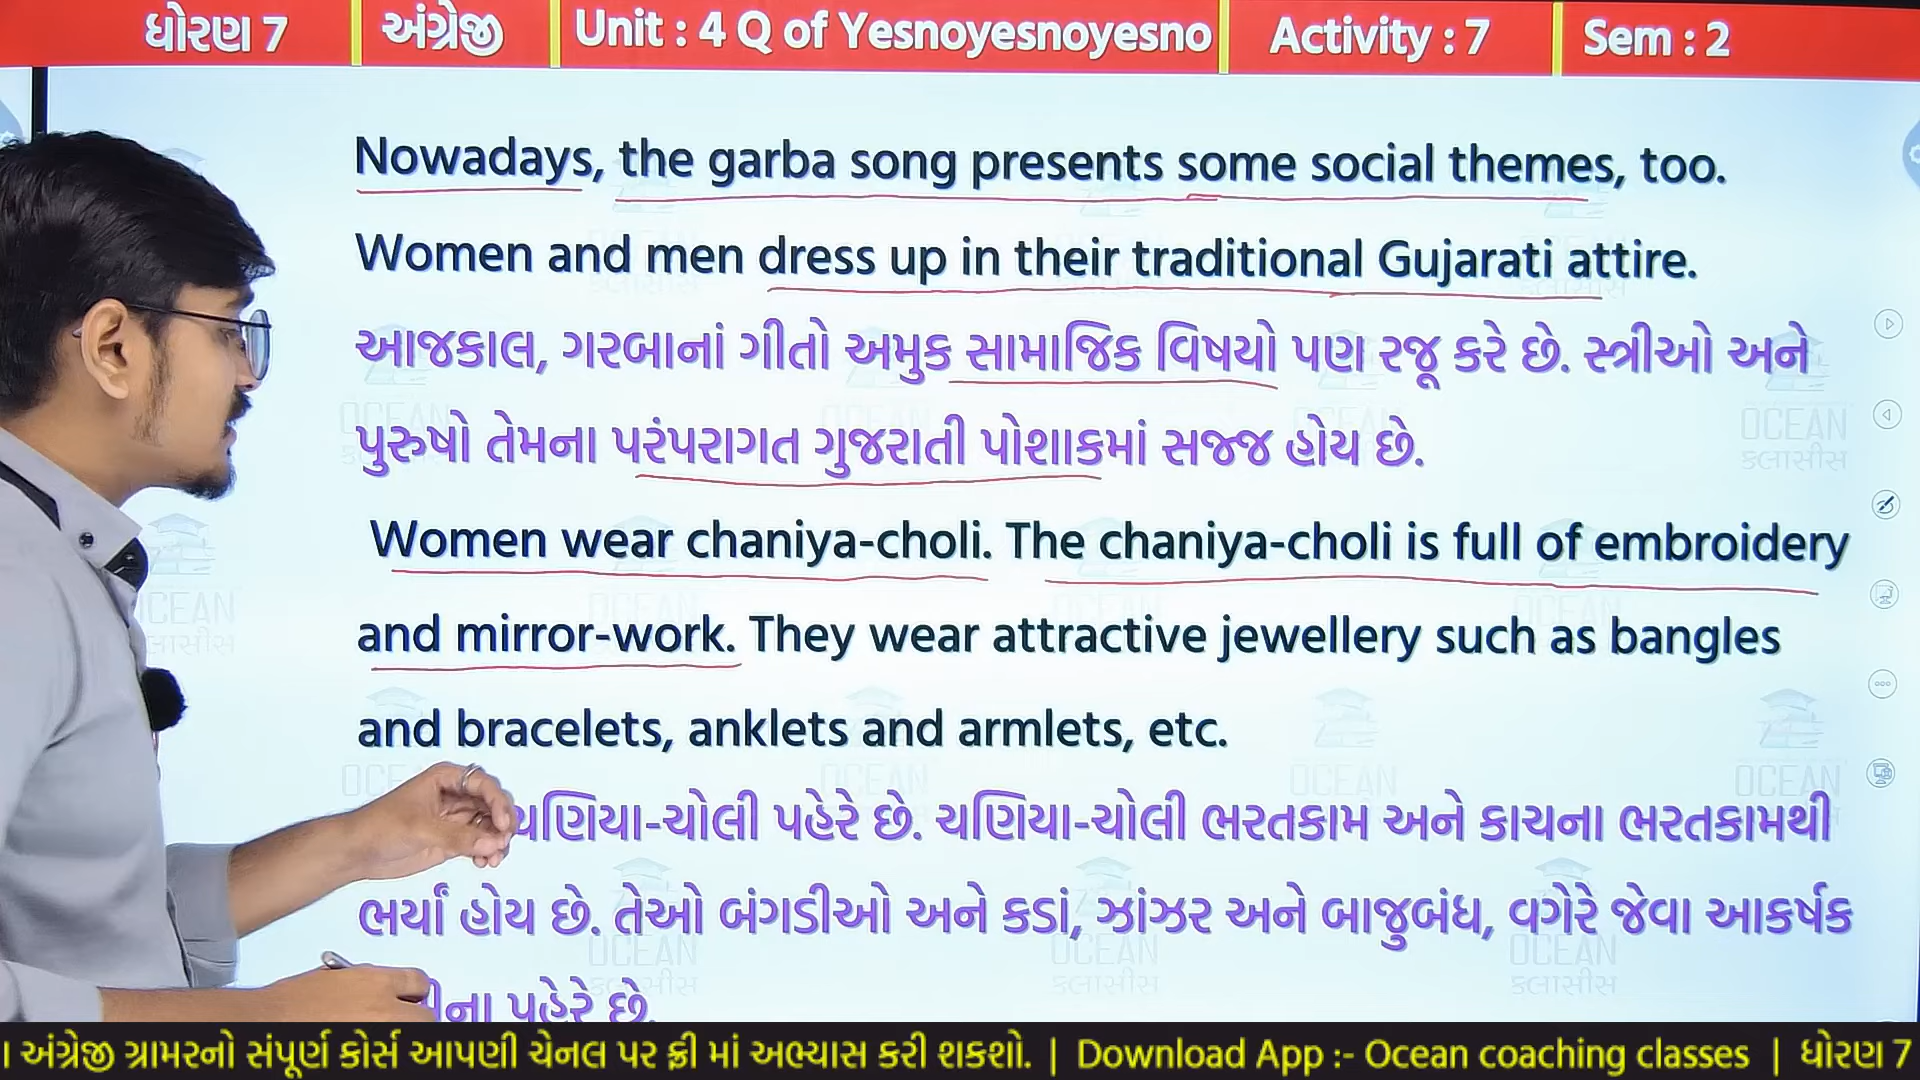 ધોરણ 7 અંગ્રેજી Unit : 4 Q of Yesnoyesnoyesno Activity : 7 Sem : 2
Nowadays, the garba song presents some social themes, too.
Women and men dress up in their traditional Gujarati attire.
આજકાલ, ગરબાનાં ગીતો અમુક સામાજિક વિષયો પણ રજૂ કરે છે. સ્ત્રીઓ અને
પુરુષો તેમના પરંપરાગત ગુજરાતી પોશાકમાં સજ્જ હોય છે.
Women wear chaniya-choli. The chaniya-choli is full of embroidery
and mirror-work. They wear attractive jewellery such as bangles
and bracelets, anklets and armlets, etc.
ચણિયા-ચોલી પહેરે છે. ચણિયા-ચોલી ભરતકામ અને કાચના ભરતકામથી
ભર્યાં હોય છે. તેઓ બંગડીઓ અને કડાં, ઝાંઝર અને બાજુબંધ, વગેરે જેવા આકર્ષક
પહેરે છે.
। અંગ્રેજી ગ્રામરનો સંપૂર્ણ કોર્સ આપણી ચેનલ પર ફ્રી માં અભ્યાસ કરી શકશો. | Download App :- Ocean coaching classes | ધોરણ 7
OCEAN
ક્લાસીસ